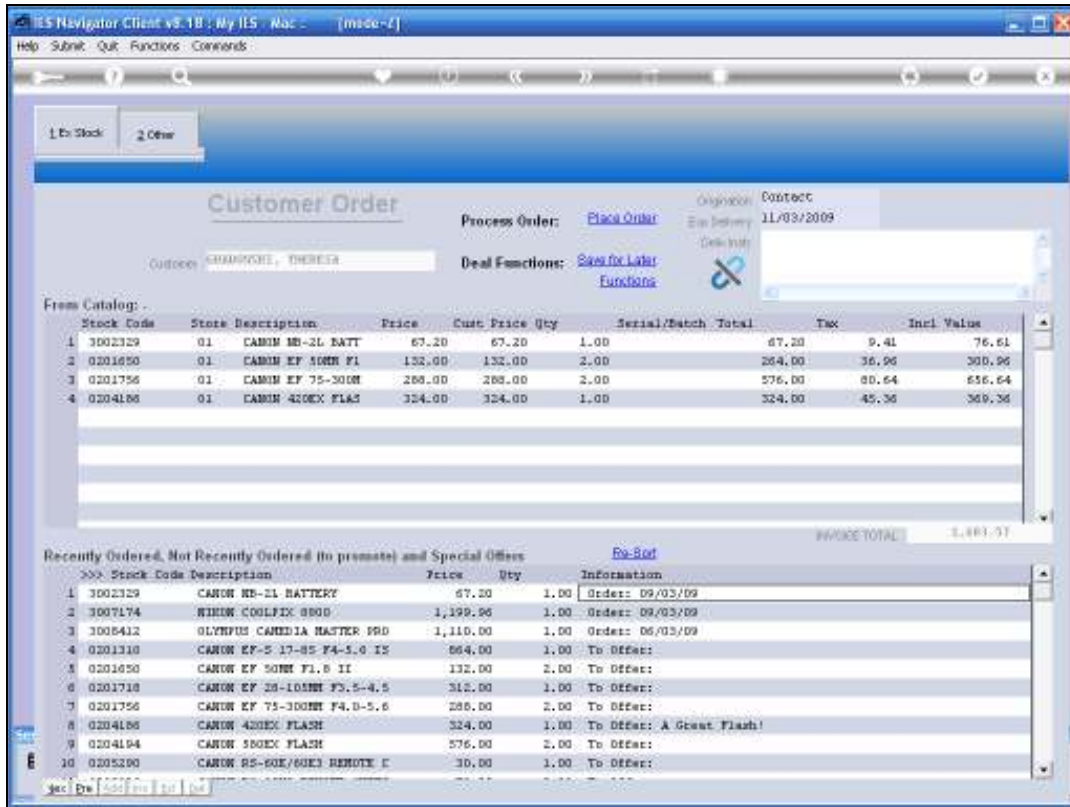 IES Navigator Client v8.18 : My IES - Mac -
Help Submit Quit Functions Commands
1 Ex Stock 2 Other
Customer Order
Process Order: Place Order
Origination Contact
11/03/2009
Customer THERESA
Deal Functions: Save for Later
Functions
From Catalog: .
Stock Code Store Description Price Cust Price Qty Serial/Batch Total Tax Incl Value
1 3002329 01 CANON NB-2L BATT 67.20 67.20 1.00 67.20 9.41 76.61
2 0201650 01 CANON EF 50MM F1 132.00 132.00 2.00 264.00 36.96 300.96
3 0201756 01 CANON EF 75-300M 288.00 288.00 2.00 576.00 80.64 656.64
4 0204186 01 CANON 420EX FLAS 324.00 324.00 1.00 324.00 45.36 369.36
INVOICE TOTAL
Recently Ordered, Not Recently Ordered (to promote) and Special Offers Re-Sort
>>> Stock Code Description Price Qty Information
1 3002329 CANON NB-2L BATTERY 67.20 1.00 Order: 09/03/09
2 3007174 NIKON COOLPIX 8800 1,199.96 1.00 Order: 09/03/09
3 3008412 OLYMPUS CAMEDIA MASTER PRO 1,110.00 1.00 Order: 06/03/09
4 0201310 CANON EF-S 17-85 F4-5.6 IS 864.00 1.00 To Offer:
5 0201650 CANON EF 50MM F1.8 II 132.00 2.00 To Offer:
6 0201718 CANON EF 28-105MM F3.5-4.5 312.00 1.00 To Offer:
7 0201756 CANON EF 75-300MM F4.0-5.6 288.00 2.00 To Offer:
8 0204186 CANON 420EX FLASH 324.00 1.00 To Offer: A Great Flash!
9 0204194 CANON 580EX FLASH 576.00 2.00 To Offer:
10 0205290 CANON RS-60E/60E3 REMOTE C 30.00 1.00 To Offer: